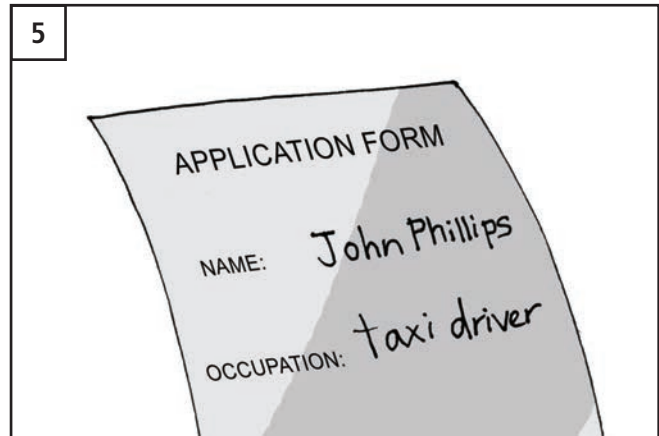 5
APPLICATION FORM
NAME: John Phillips
OCCUPATION: taxi driver